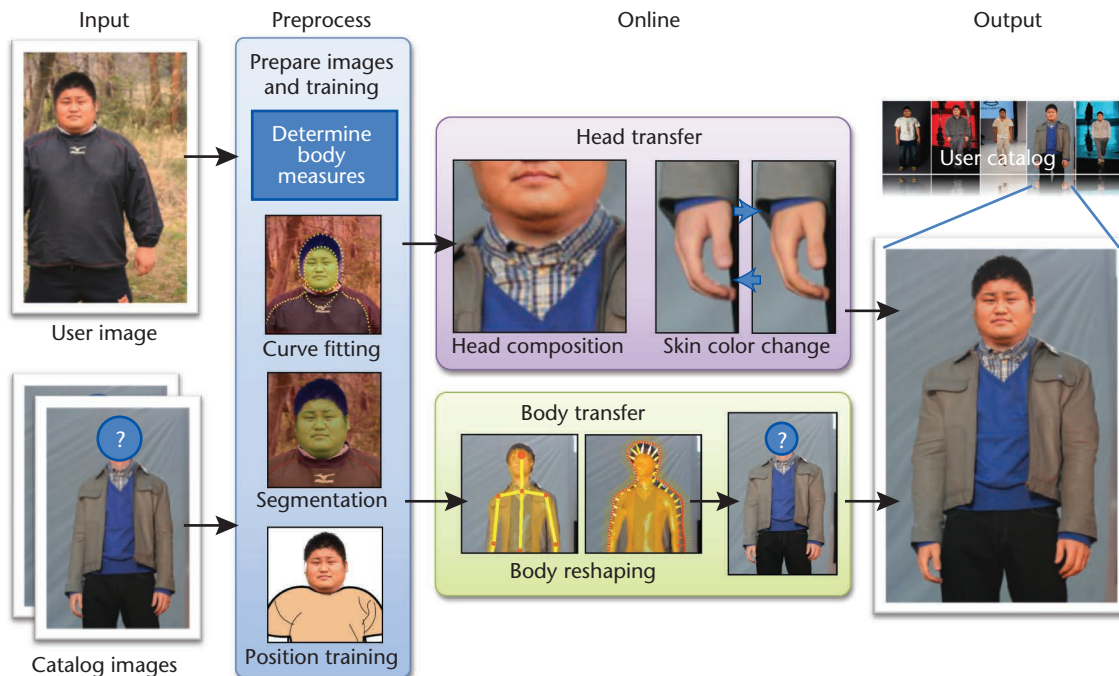 Input
Preprocess
Online
Output
Prepare images
and training
Determine
body
measures
Curve fitting
Segmentation
Position training
User image
?
Catalog images
Head transfer
Head composition
Skin color change
Body transfer
Body reshaping
?
User catalog